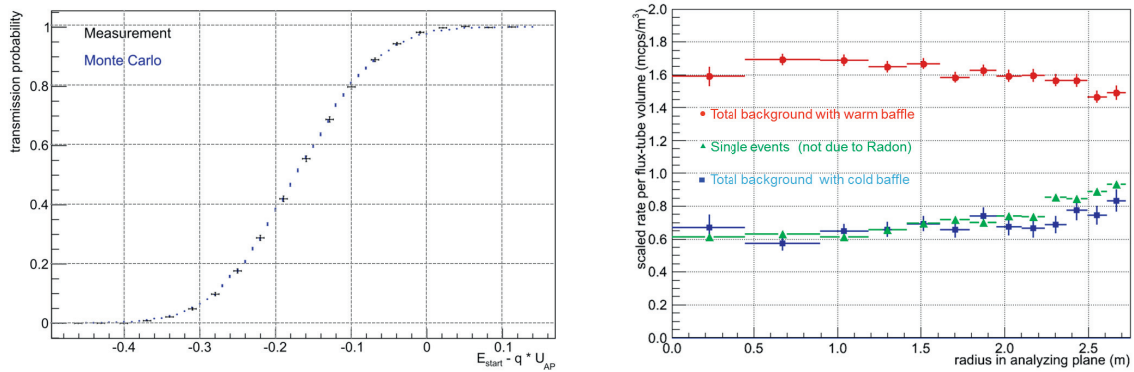 transmission probability
1
0.8
0.6
0.4
0.2
0
Measurement
Monte Carlo
-0.4 -0.3 -0.2 -0.1 0 0.1
E_start - q * U_AP
scaled rate per flux-tube volume (mcps/m³)
2.0
1.8
1.6
1.4
1.2
1.0
0.8
0.6
0.4
0.2
0.0
Total background with warm baffle
Single events (not due to Radon)
Total background with cold baffle
0.0 0.5 1.0 1.5 2.0 2.5
radius in analyzing plane (m)